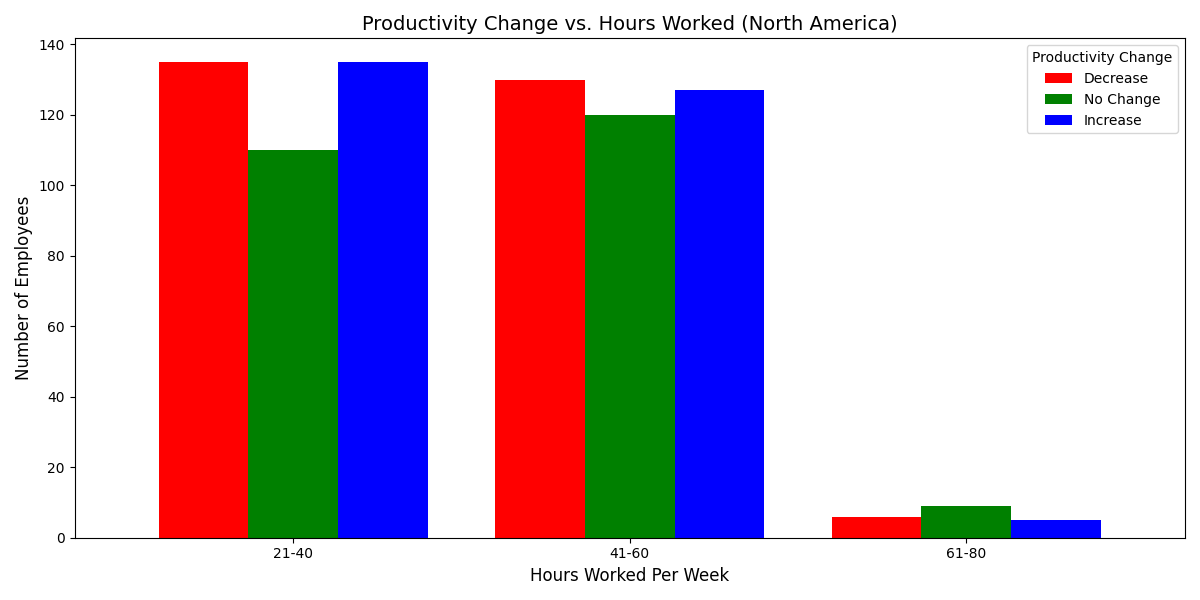 Productivity Change vs. Hours Worked (North America)
Productivity Change
Decrease
No Change
Increase
Number of Employees
140
120
100
80
60
40
20
0
21-40
41-60
61-80
Hours Worked Per Week